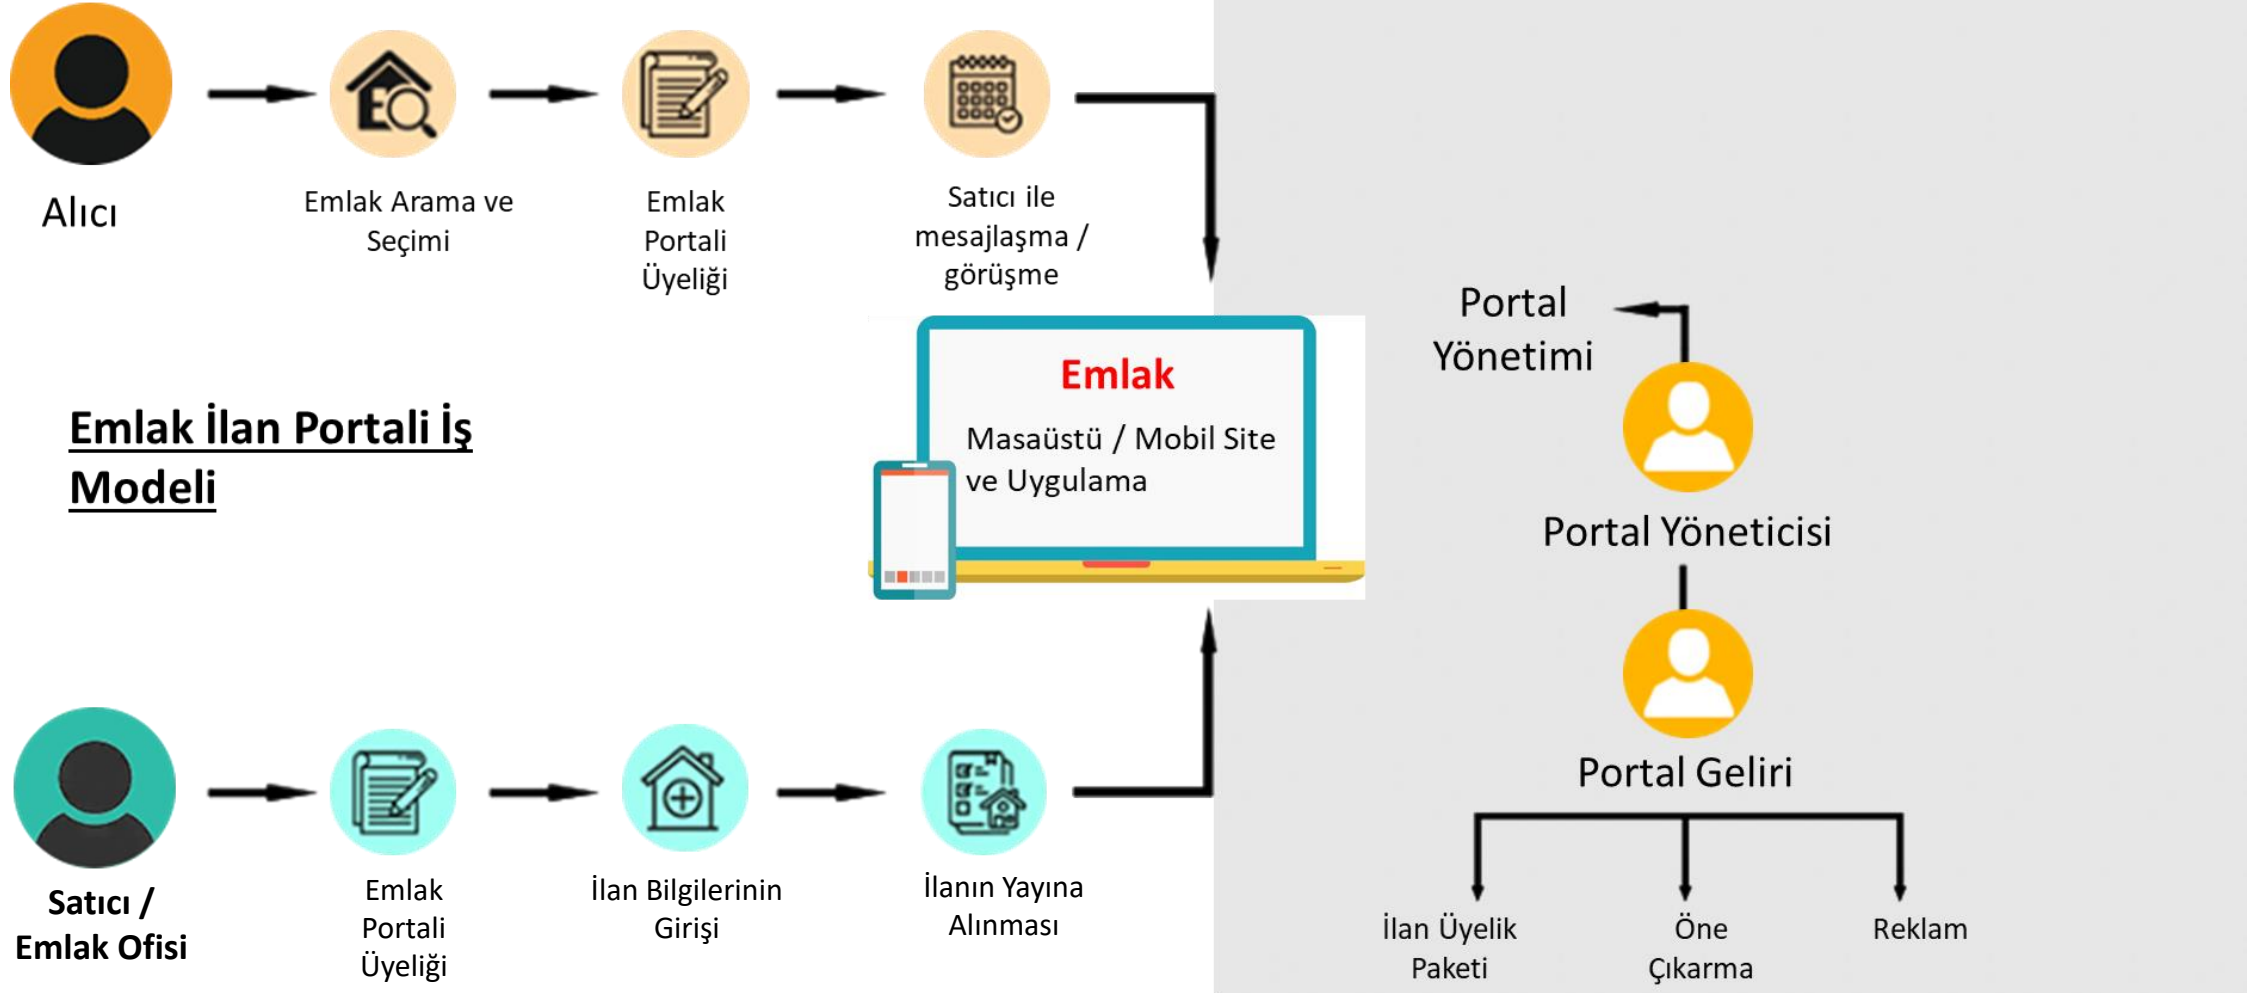 Alıcı
Emlak Arama ve
Seçimi
Emlak
Portali
Üyeliği
Satıcı ile
mesajlaşma /
görüşme
Emlak İlan Portali İş
Modeli
Emlak
Masaüstü / Mobil Site
ve Uygulama
Portal
Yönetimi
Portal Yöneticisi
Portal Geliri
İlan Üyelik
Paketi
Öne
Çıkarma
Reklam
Satıcı /
Emlak Ofisi
Emlak
Portali
Üyeliği
İlan Bilgilerinin
Girişi
İlanın Yayına
Alınması